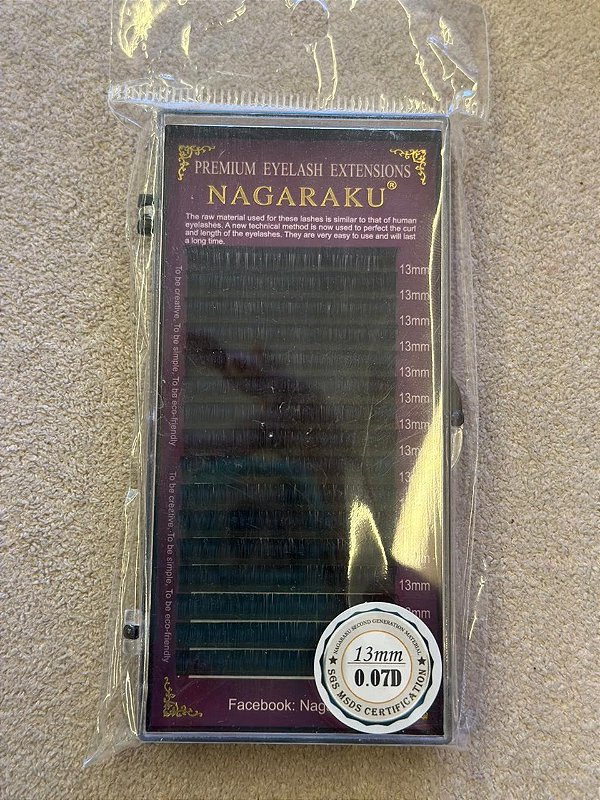 PREMIUM EYELASH EXTENSIONS
NAGARAKU®
The raw material used for these lashes is similar to that of human
eyelashes. A new technical method is now used to perfect the curl
and length of the eyelashes. They are very easy to use and will last
a long time.
13mm
13mm
13mm
13mm
13mm
13mm
13mm
13mm
13mm
To be creative, To be simple, To be eco-friendly
To be creative, To be simple, To be eco-friendly
NAGARAKU SECOND GENERATION MATERIAL
13mm
0.07D
SGS MSDS CERTIFICATION
Facebook: